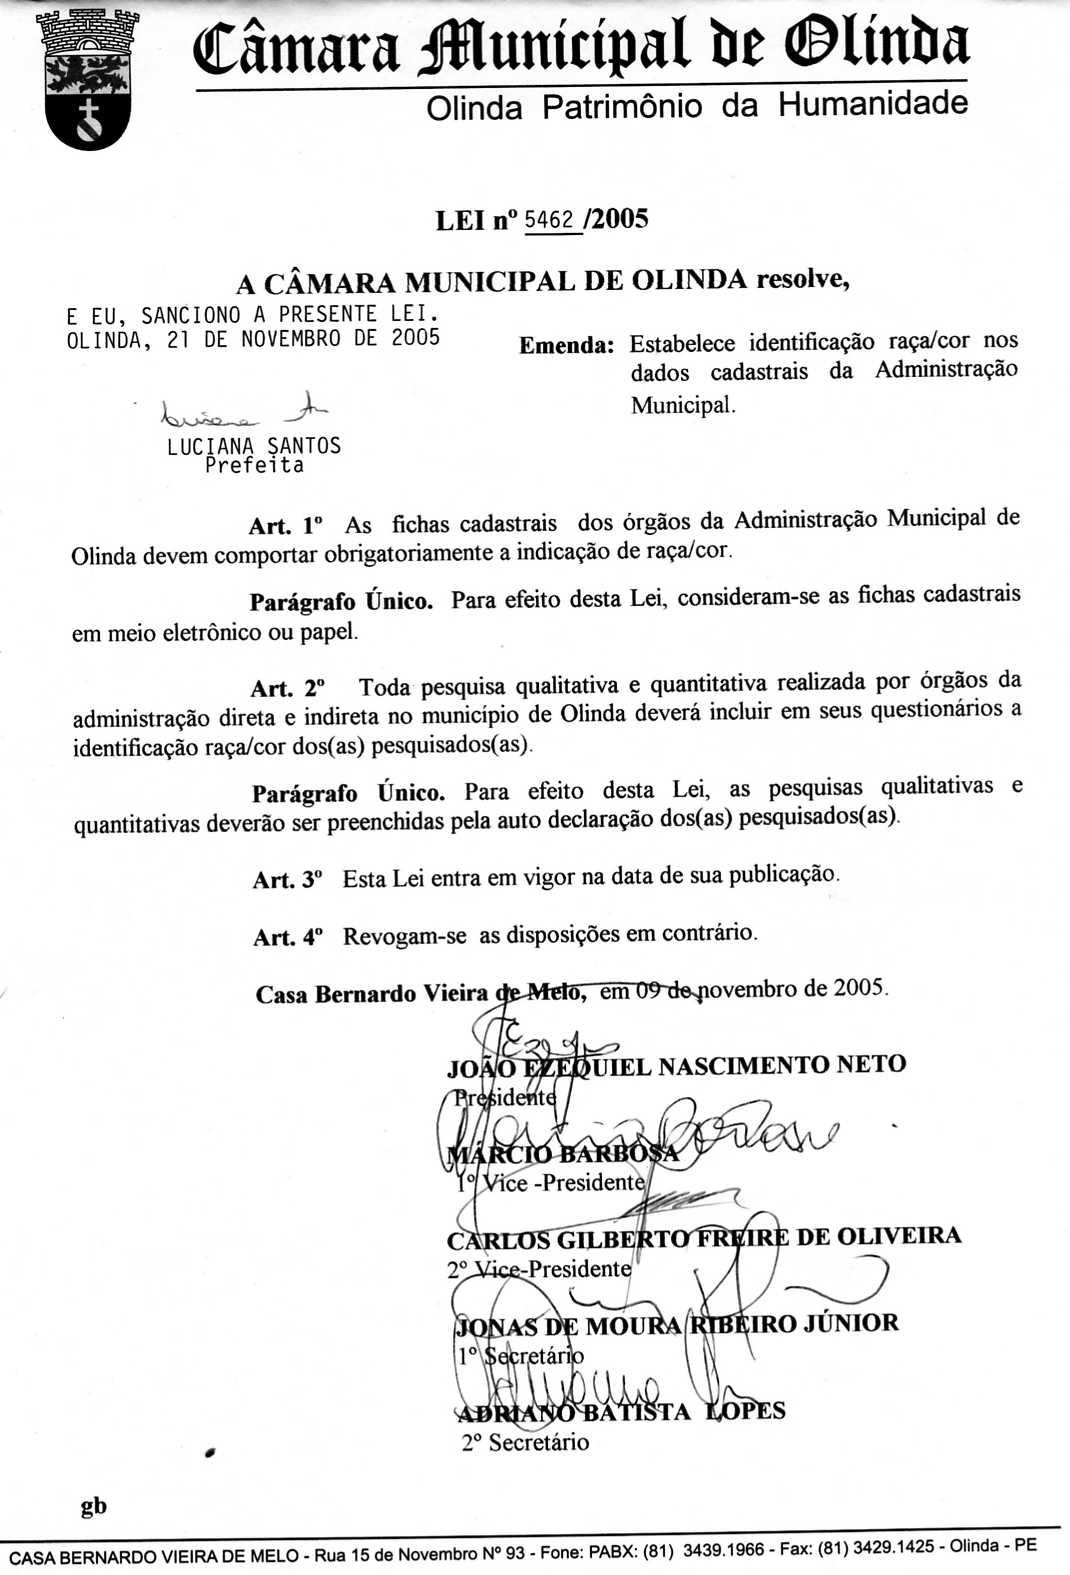 Câmara Municipal de Olinda
Olinda Patrimônio da Humanidade
LEI nº 5462 /2005
A CÂMARA MUNICIPAL DE OLINDA resolve,
E EU, SANCIONO A PRESENTE LEI.
OLINDA, 21 DE NOVEMBRO DE 2005
Emenda: Estabelece identificação raça/cor nos
dados cadastrais da Administração
Municipal.
LUCIANA SANTOS
Prefeita
Art. 1º As fichas cadastrais dos órgãos da Administração Municipal de
Olinda devem comportar obrigatoriamente a indicação de raça/cor.
Parágrafo Único. Para efeito desta Lei, consideram-se as fichas cadastrais
em meio eletrônico ou papel.
Art. 2º Toda pesquisa qualitativa e quantitativa realizada por órgãos da
administração direta e indireta no município de Olinda deverá incluir em seus questionários a
identificação raça/cor dos(as) pesquisados(as).
Parágrafo Único. Para efeito desta Lei, as pesquisas qualitativas e
quantitativas deverão ser preenchidas pela auto declaração dos(as) pesquisados(as).
Art. 3º Esta Lei entra em vigor na data de sua publicação.
Art. 4º Revogam-se as disposições em contrário.
Casa Bernardo Vieira de Melo, em 09 de novembro de 2005.
JOÃO EZEQUIEL NASCIMENTO NETO
Presidente
MÁRCIO BARBOSA
1º Vice -Presidente
CARLOS GILBERTO FREIRE DE OLIVEIRA
2º Vice-Presidente
JONAS DE MOURA RIBEIRO JÚNIOR
1º Secretário
ADRIANO BATISTA LOPES
2º Secretário
gb
CASA BERNARDO VIEIRA DE MELO - Rua 15 de Novembro Nº 93 - Fone: PABX: (81) 3439.1966 - Fax: (81) 3429.1425 - Olinda - PE